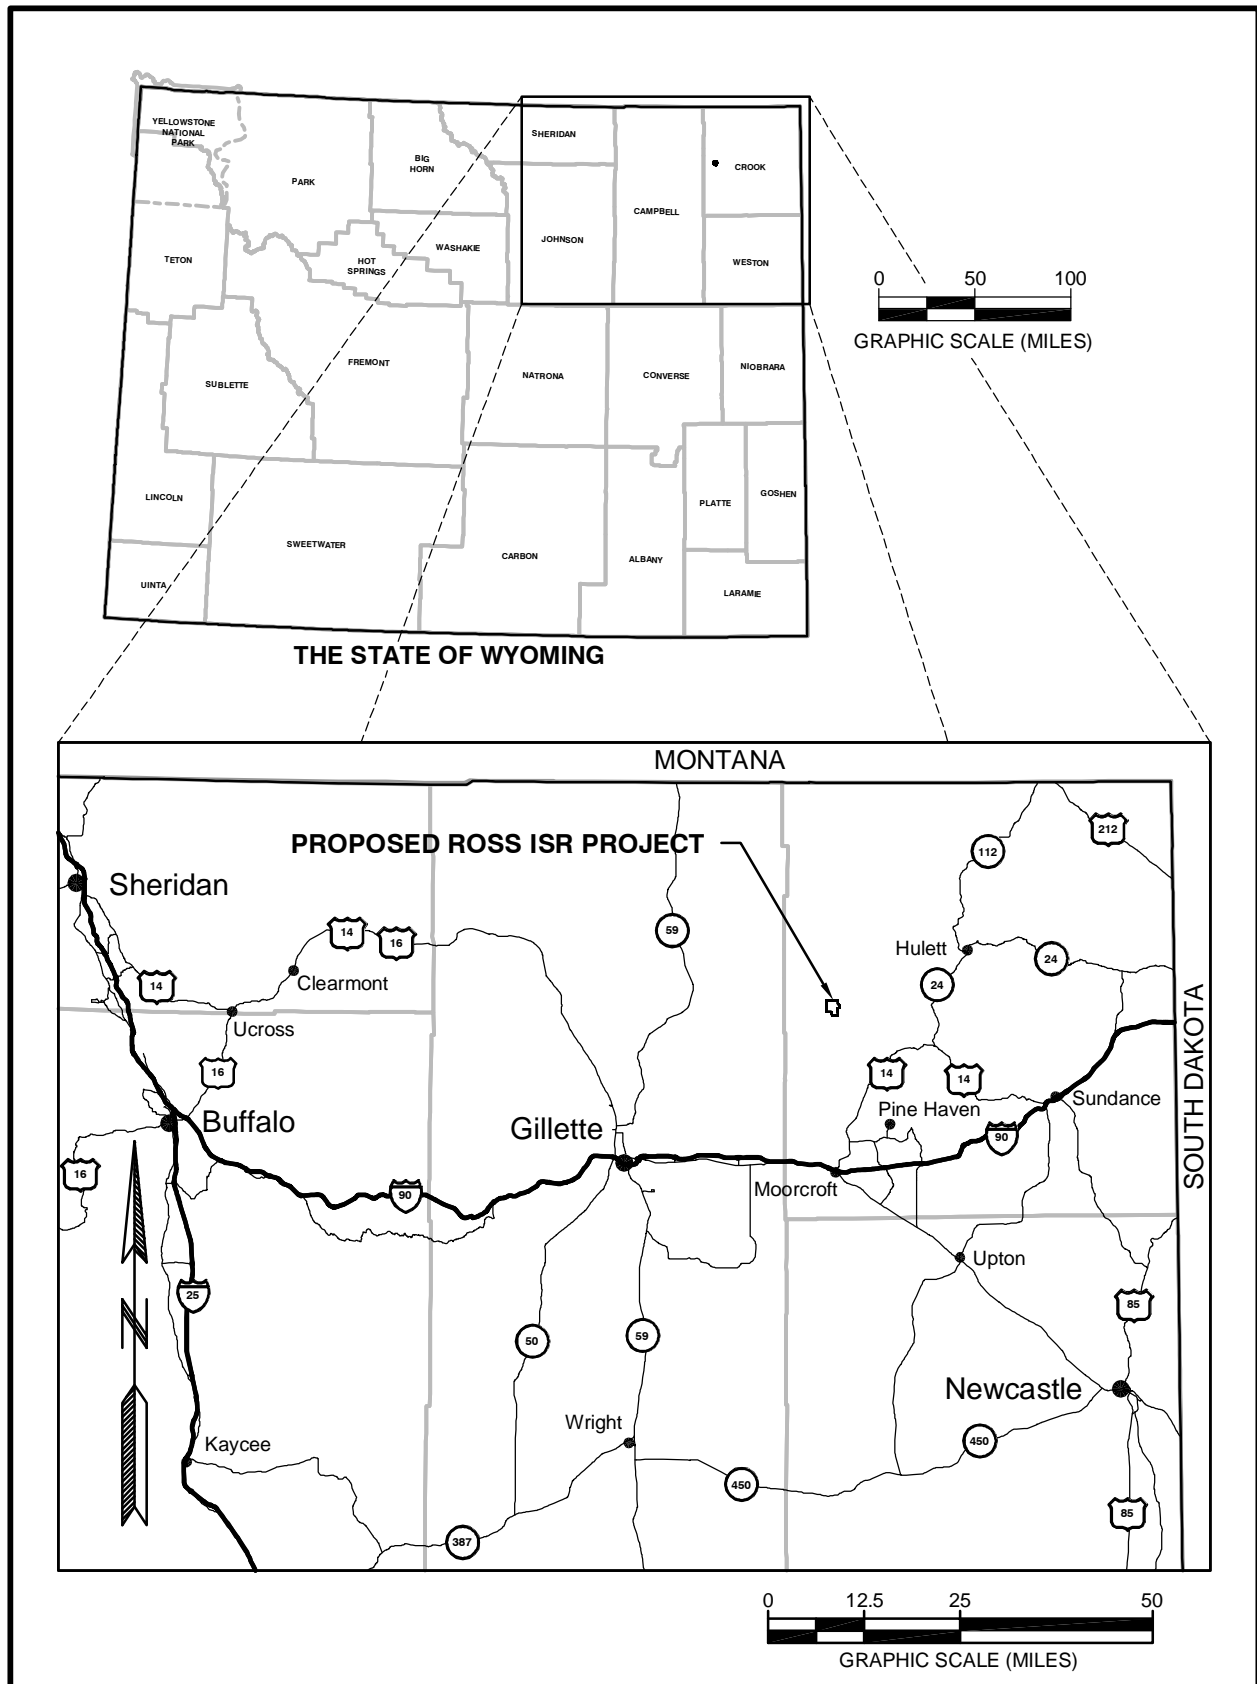 YELLOWSTONE
NATIONAL
PARK
SHERIDAN
BIG
HORN
CROOK
PARK
CAMPBELL
JOHNSON
WASHAKIE
TETON
HOT
SPRINGS
WESTON
0 50 100
GRAPHIC SCALE (MILES)
FREMONT
NIOBRARA
NATRONA
CONVERSE
SUBLETTE
LINCOLN
PLATTE
GOSHEN
SWEETWATER
CARBON
ALBANY
UINTA
LARAMIE
THE STATE OF WYOMING
MONTANA
212
PROPOSED ROSS ISR PROJECT
112
Sheridan
14
16
59
Hulett
24
Clearmont
14
24
Ucross
SOUTH DAKOTA
16
14
14
Sundance
Pine Haven
Buffalo
Gillette
90
16
90
Moorcroft
Upton
25
85
N
50
59
Newcastle
Wright
450
Kaycee
450
85
387
0 12.5 25 50
GRAPHIC SCALE (MILES)